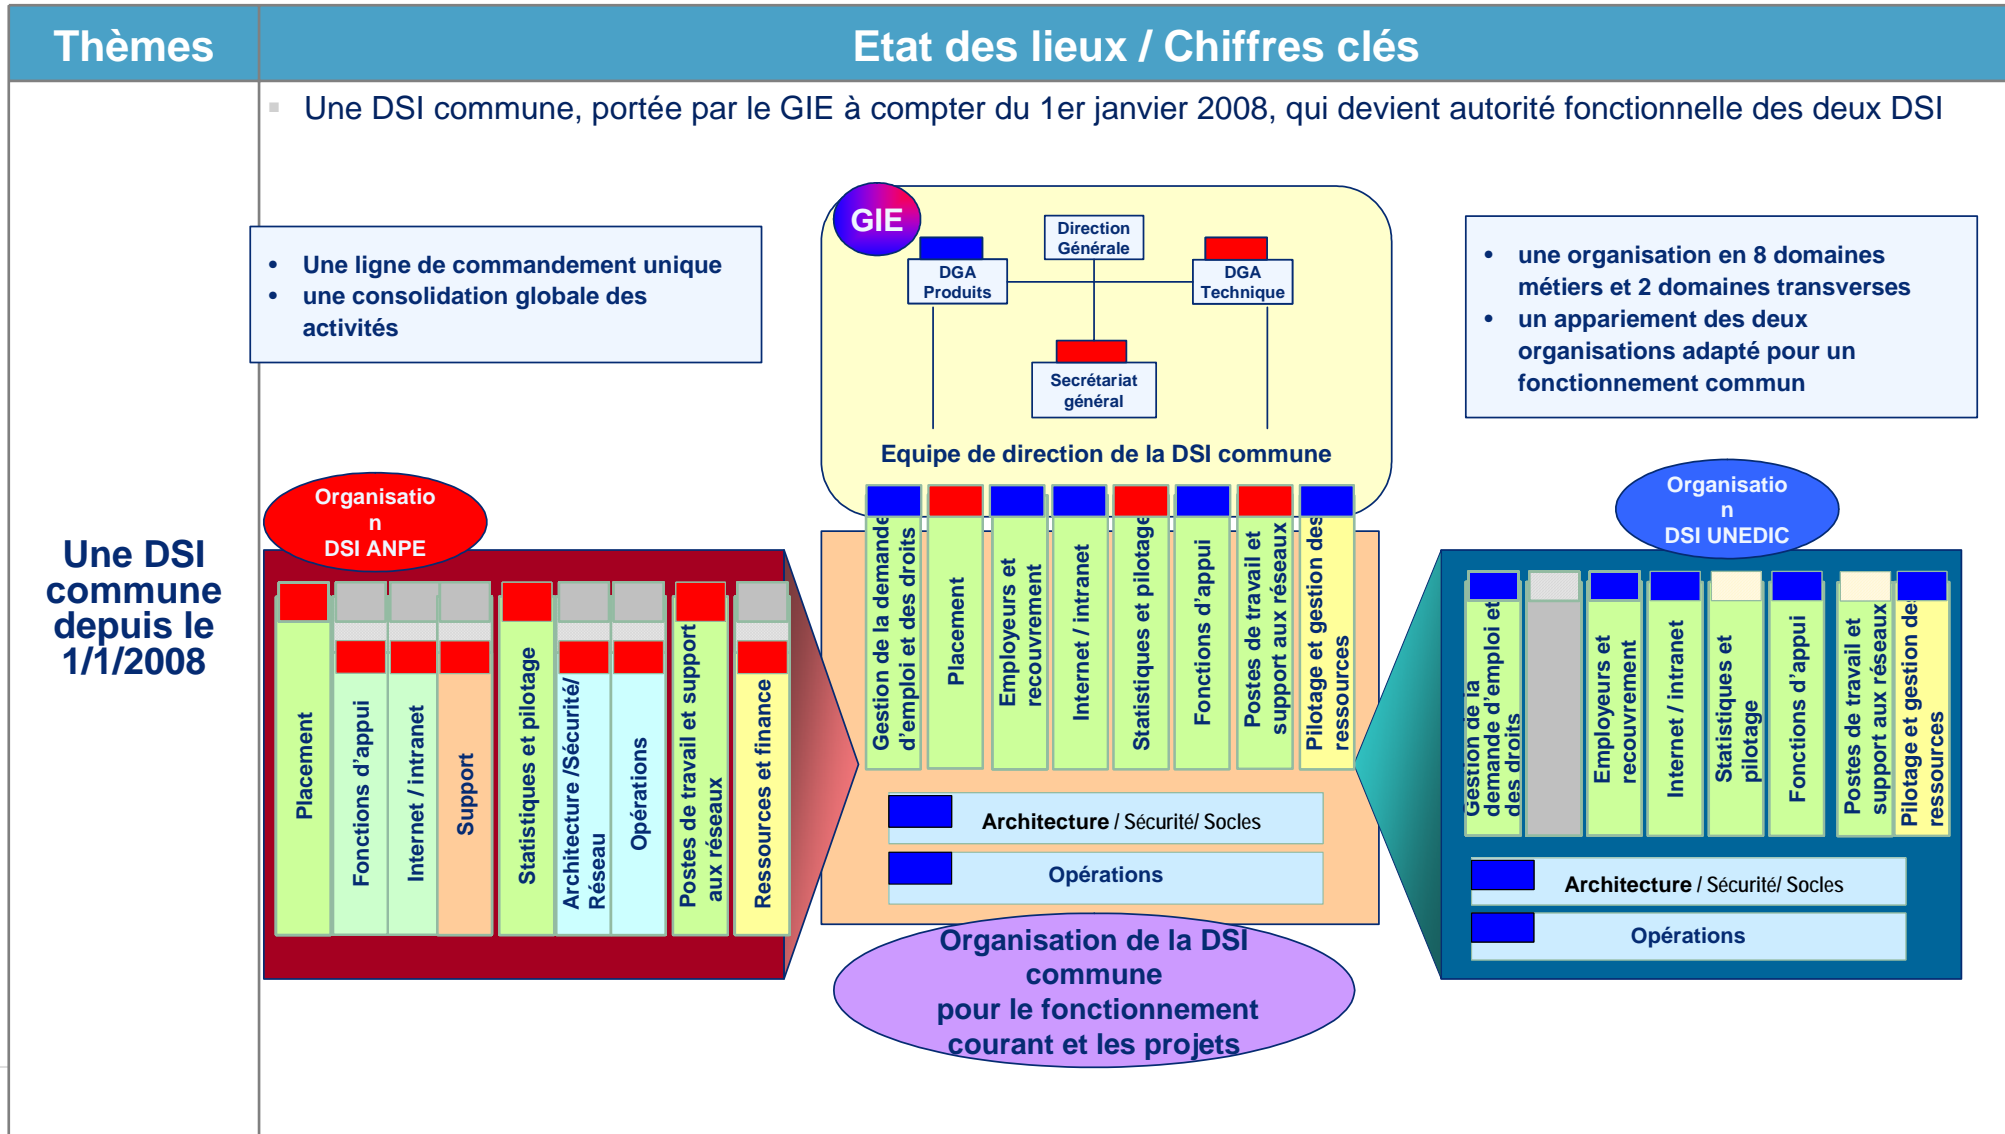 Thèmes
Etat des lieux / Chiffres clés
Une DSI commune, portée par le GIE à compter du 1er janvier 2008, qui devient autorité fonctionnelle des deux DSI
Une DSI
commune
depuis le
1/1/2008
• Une ligne de commandement unique
• une consolidation globale des
activités
GIE
Direction
Générale
DGA
Produits
DGA
Technique
Secrétariat
général
Equipe de direction de la DSI commune
• une organisation en 8 domaines
métiers et 2 domaines transverses
• un appariement des deux
organisations adapté pour un
fonctionnement commun
Organisatio
n
DSI ANPE
Placement
Fonctions d'appui
Internet / intranet
Support
Statistiques et pilotage
Architecture /Sécurité/
Réseau
Opérations
Postes de travail et support
aux réseaux
Ressources et finance
Gestion de la demande
d'emploi et des droits
Placement
Employeurs et
recouvrement
Internet / intranet
Statistiques et pilotage
Fonctions d'appui
Postes de travail et
support aux réseaux
Pilotage et gestion des
ressources
Architecture / Sécurité/ Socles
Opérations
Organisation de la DSI
commune
pour le fonctionnement
courant et les projets
Organisatio
n
DSI UNEDIC
Gestion de la
demande d'emploi et
des droits
Employeurs et
recouvrement
Internet / intranet
Statistiques et
pilotage
Fonctions d'appui
Postes de travail et
support aux réseaux
Pilotage et gestion des
ressources
Architecture / Sécurité/ Socles
Opérations